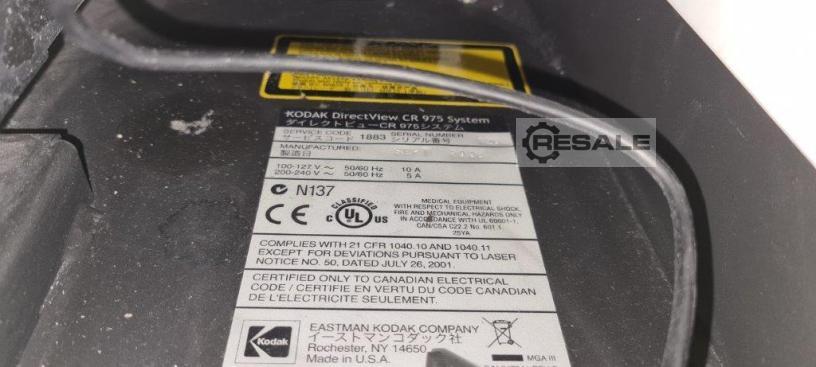 KODAK DirectView CR 975 System
ダイレクトビューCR 975システム
SERVICE CODE 1883 SERIAL NUMBER
サービスコード シリアル番号
MANUFACTURED:
製造日
100-127 V ~ 50/60 Hz 10 A
200-240 V ~ 50/60 Hz 5 A
N137
CE
CLASSIFIED
C UL US
MEDICAL EQUIPMENT
WITH RESPECT TO ELECTRICAL SHOCK,
FIRE AND MECHANICAL HAZARDS ONLY
IN ACCORDANCE WITH UL 60601-1,
CAN/CSA C22.2 No. 601.1
25YA
COMPLIES WITH 21 CFR 1040.10 AND 1040.11
EXCEPT FOR DEVIATIONS PURSUANT TO LASER
NOTICE NO. 50, DATED JULY 26, 2001.
CERTIFIED ONLY TO CANADIAN ELECTRICAL
CODE / CERTIFIE EN VERTU DU CODE CANADIAN
DE L'ELECTRICITE SEULEMENT.
Kodak
EASTMAN KODAK COMPANY
イーストマンコダック社
Rochester, NY 14650
Made in U.S.A.
MGA III
RESALE